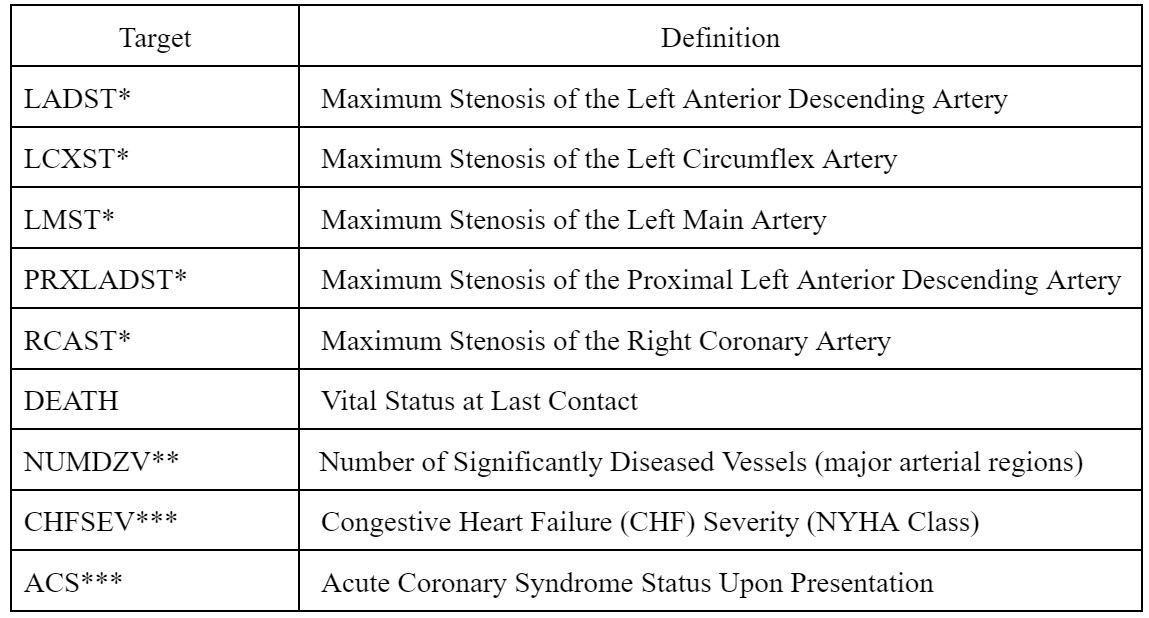 Target Definition
LADST* Maximum Stenosis of the Left Anterior Descending Artery
LCXST* Maximum Stenosis of the Left Circumflex Artery
LMST* Maximum Stenosis of the Left Main Artery
PRXLADST* Maximum Stenosis of the Proximal Left Anterior Descending Artery
RCAST* Maximum Stenosis of the Right Coronary Artery
DEATH Vital Status at Last Contact
NUMDZV** Number of Significantly Diseased Vessels (major arterial regions)
CHFSEV*** Congestive Heart Failure (CHF) Severity (NYHA Class)
ACS*** Acute Coronary Syndrome Status Upon Presentation